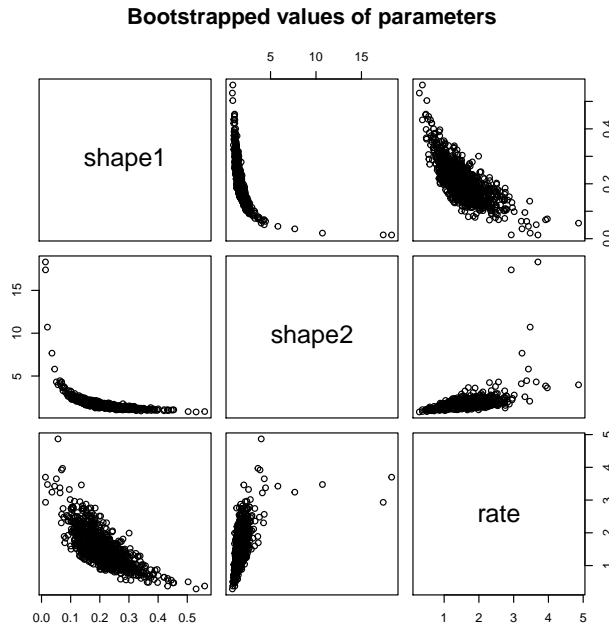 Bootstrapped values of parameters
5 10 15
shape1
0.0 0.2 0.4
5 10 15
shape2
rate
1 2 3 4 5
0.0 0.1 0.2 0.3 0.4 0.5
1 2 3 4 5